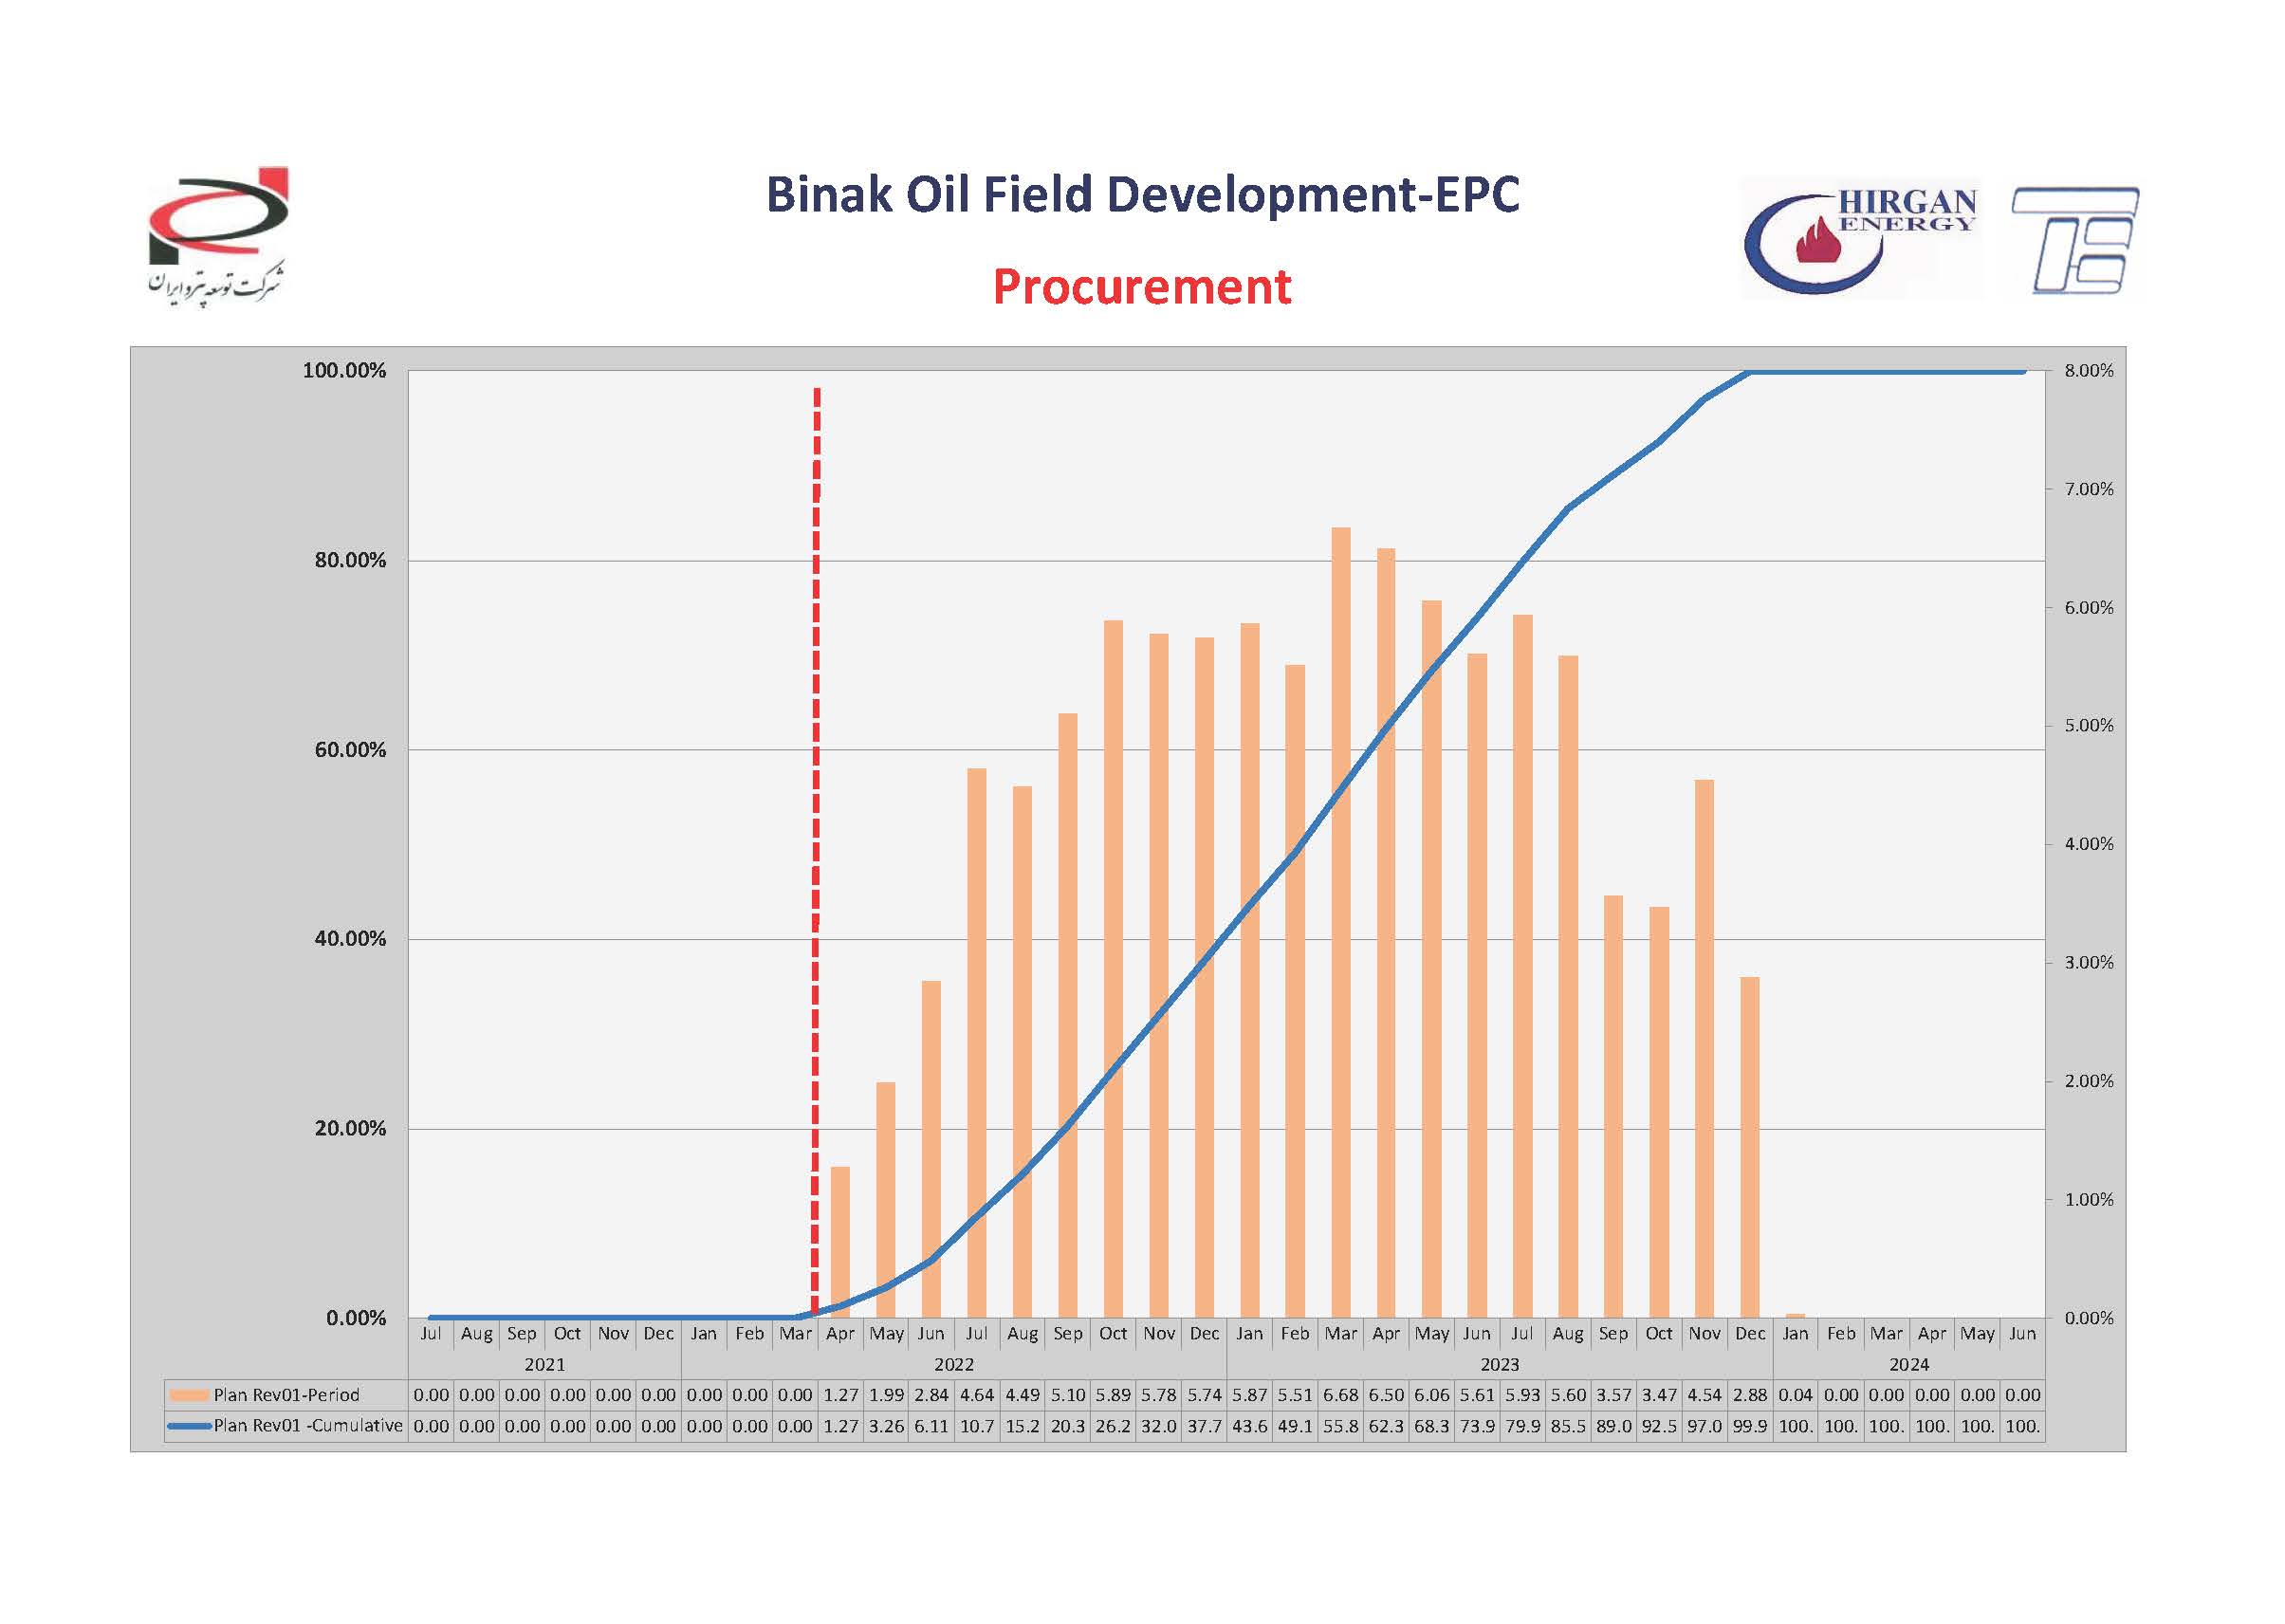 Binak Oil Field Development-EPC
Procurement
شرکت توسعه پترو ایران
HIRGAN
ENERGY
100.00%
80.00%
60.00%
40.00%
20.00%
0.00%
8.00%
7.00%
6.00%
5.00%
4.00%
3.00%
2.00%
1.00%
0.00%
Jul Aug Sep Oct Nov Dec Jan Feb Mar Apr May Jun Jul Aug Sep Oct Nov Dec Jan Feb Mar Apr May Jun Jul Aug Sep Oct Nov Dec Jan Feb Mar Apr May Jun
2021 2022 2023 2024
Plan Rev01-Period 0.00 0.00 0.00 0.00 0.00 0.00 0.00 0.00 0.00 1.27 1.99 2.84 4.64 4.49 5.10 5.89 5.78 5.74 5.87 5.51 6.68 6.50 6.06 5.61 5.93 5.60 3.57 3.47 4.54 2.88 0.04 0.00 0.00 0.00 0.00 0.00
Plan Rev01 -Cumulative 0.00 0.00 0.00 0.00 0.00 0.00 0.00 0.00 0.00 1.27 3.26 6.11 10.7 15.2 20.3 26.2 32.0 37.7 43.6 49.1 55.8 62.3 68.3 73.9 79.9 85.5 89.0 92.5 97.0 99.9 100. 100. 100. 100. 100. 100.